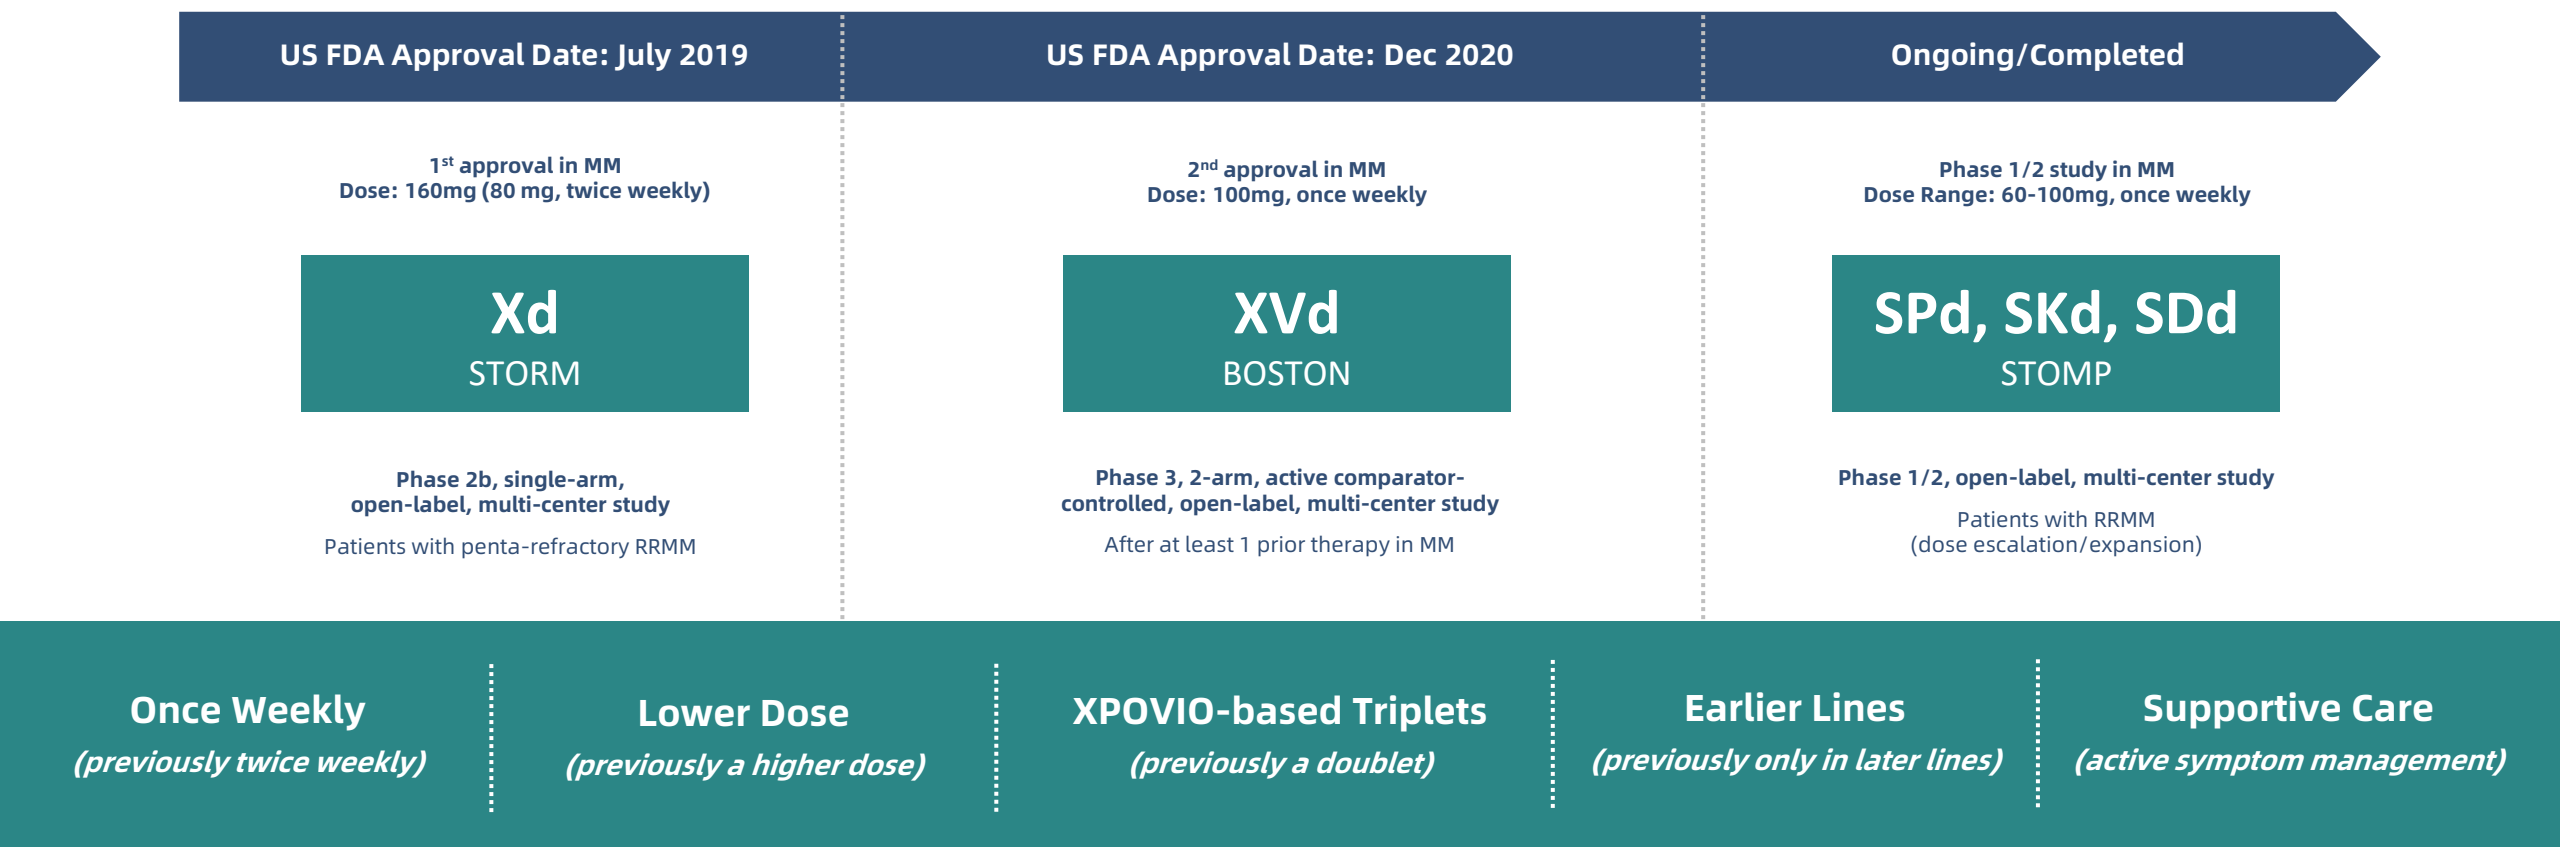 US FDA Approval Date: July 2019
US FDA Approval Date: Dec 2020
Ongoing/Completed
1st approval in MM
Dose: 160mg (80 mg, twice weekly)
2nd approval in MM
Dose: 100mg, once weekly
Phase 1/2 study in MM
Dose Range: 60-100mg, once weekly
Xd
STORM
XVd
BOSTON
SPd, SKd, SDd
STOMP
Phase 2b, single-arm,
open-label, multi-center study
Patients with penta-refractory RRMM
Phase 3, 2-arm, active comparator-
controlled, open-label, multi-center study
After at least 1 prior therapy in MM
Phase 1/2, open-label, multi-center study
Patients with RRMM
(dose escalation/expansion)
Once Weekly
(previously twice weekly)
Lower Dose
(previously a higher dose)
XPOVIO-based Triplets
(previously a doublet)
Earlier Lines
(previously only in later lines)
Supportive Care
(active symptom management)